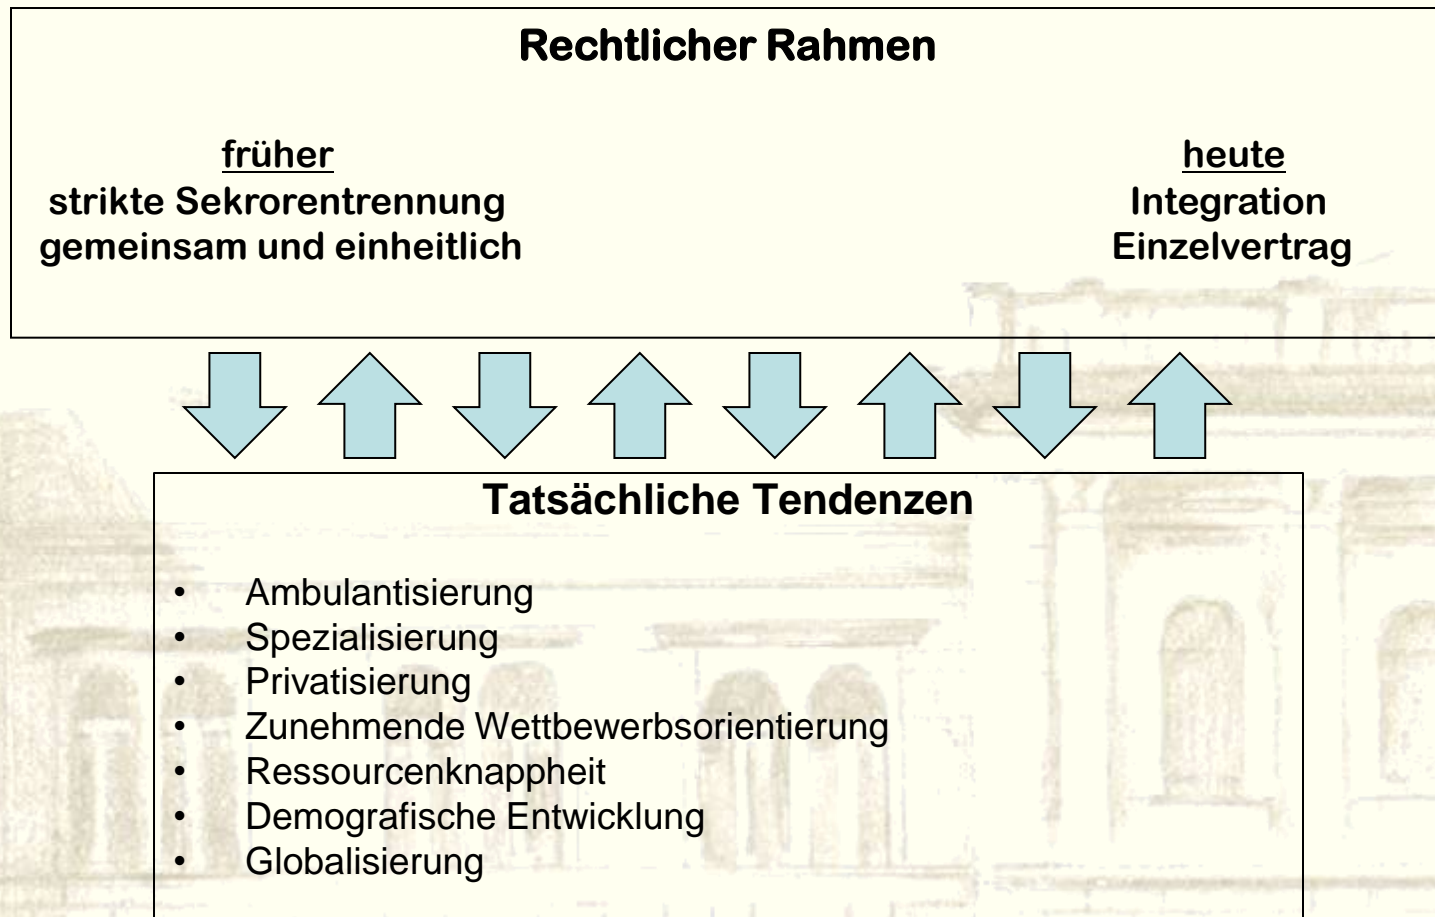 Rechtlicher Rahmen
früher
strikte Sekrorentrennung
gemeinsam und einheitlich
heute
Integration
Einzelvertrag
Tatsächliche Tendenzen
• Ambulantisierung
• Spezialisierung
• Privatisierung
• Zunehmende Wettbewerbsorientierung
• Ressourcenknappheit
• Demografische Entwicklung
• Globalisierung